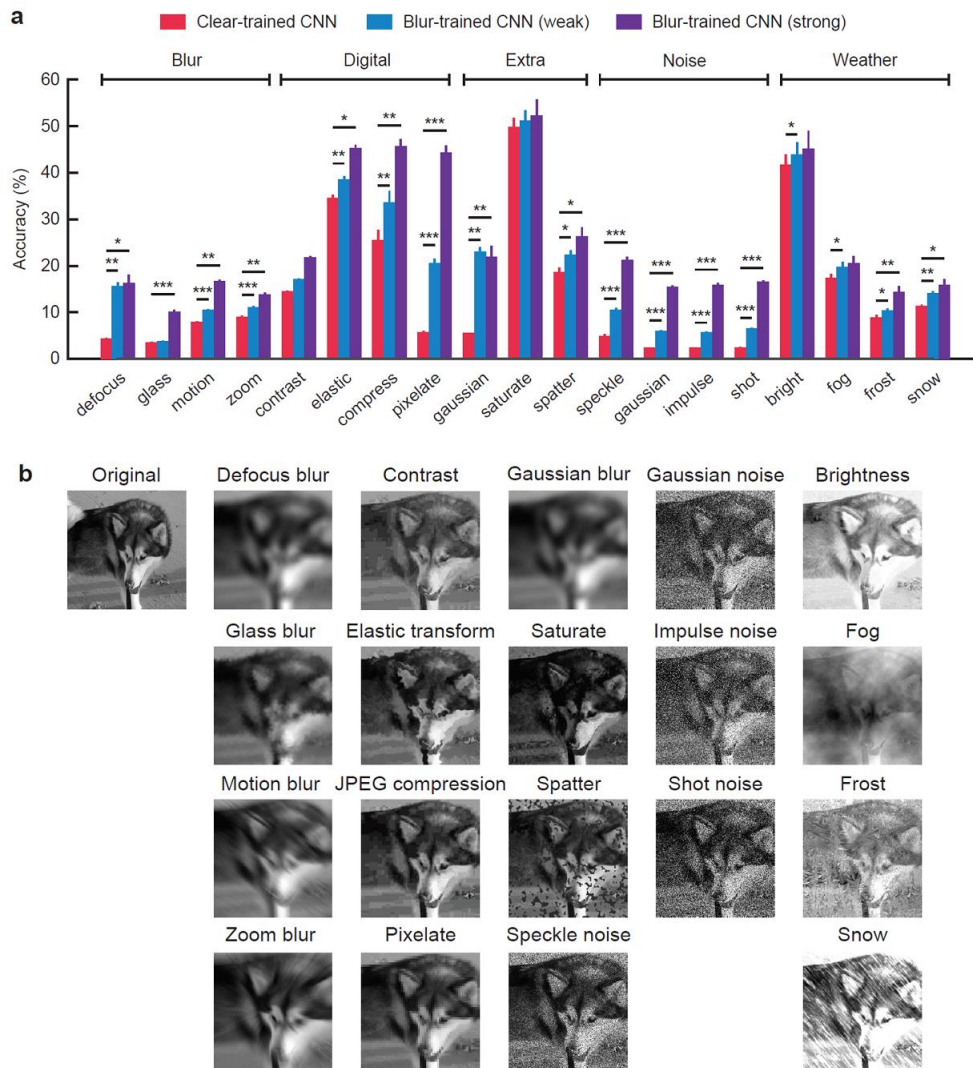 a
Clear-trained CNN Blur-trained CNN (weak) Blur-trained CNN (strong)
Blur Digital Extra Noise Weather
60
50
40
30
20
10
0
Accuracy (%)
* ** *** ** *** ** *** ** * ** ** ** *** *** ** ** * * *** *** *** *** *** *** *** *** * * ** * * **
defocus glass motion zoom contrast elastic compress pixelate gaussian saturate spatter speckle gaussian impulse shot bright fog frost snow
b
Original Defocus blur Contrast Gaussian blur Gaussian noise Brightness
Glass blur Elastic transform Saturate Impulse noise Fog
Motion blur JPEG compression Spatter Shot noise Frost
Zoom blur Pixelate Speckle noise Snow